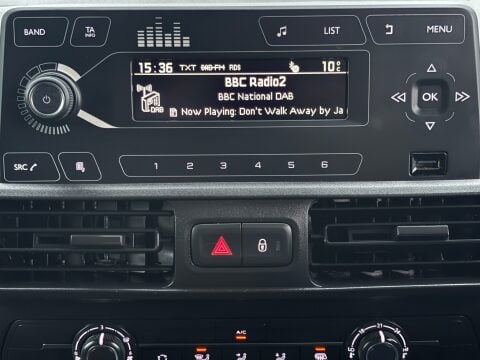 BAND
TA
INFO
LIST
MENU
15:36 TXT DAB-FM RDS 10°
BBC Radio2
BBC National DAB
DAB
Now Playing: Don't Walk Away by Ja
OK
SRC
1 2 3 4 5 6
A/C